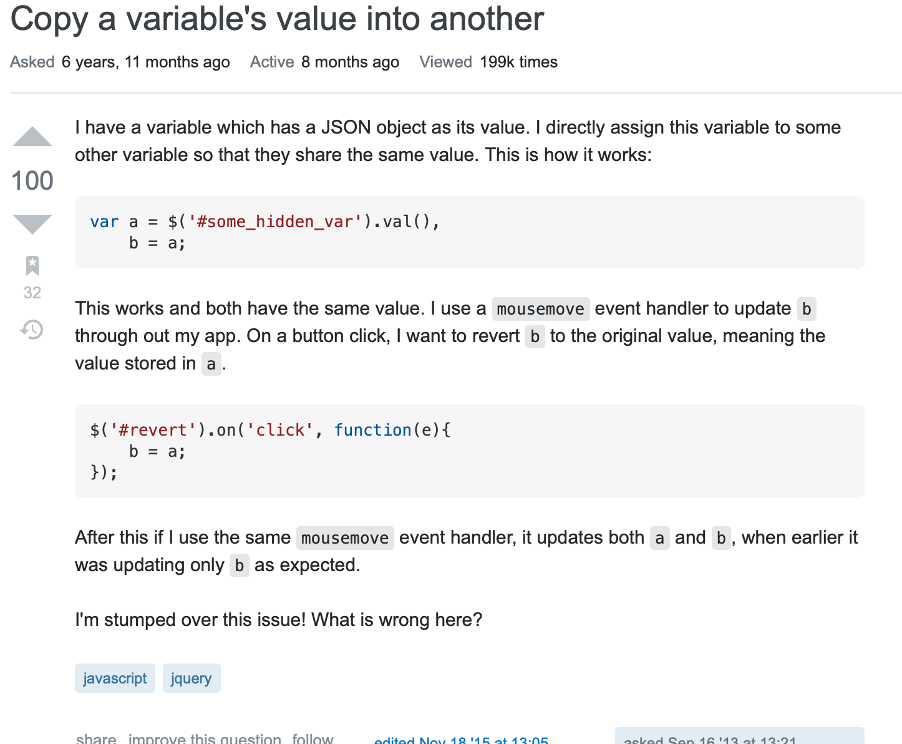 Copy a variable's value into another
Asked 6 years, 11 months ago Active 8 months ago Viewed 199k times
I have a variable which has a JSON object as its value. I directly assign this variable to some
other variable so that they share the same value. This is how it works:
100
var a = $('#some_hidden_var').val(),
    b = a;
32
This works and both have the same value. I use a mousemove event handler to update b
through out my app. On a button click, I want to revert b to the original value, meaning the
value stored in a.
$('#revert').on('click', function(e){
    b = a;
});
After this if I use the same mousemove event handler, it updates both a and b, when earlier it
was updating only b as expected.
I'm stumped over this issue! What is wrong here?
javascript jquery
share improve this question follow edited Nov 18 '15 at 13:05 asked Sep 16 '13 at 13:21